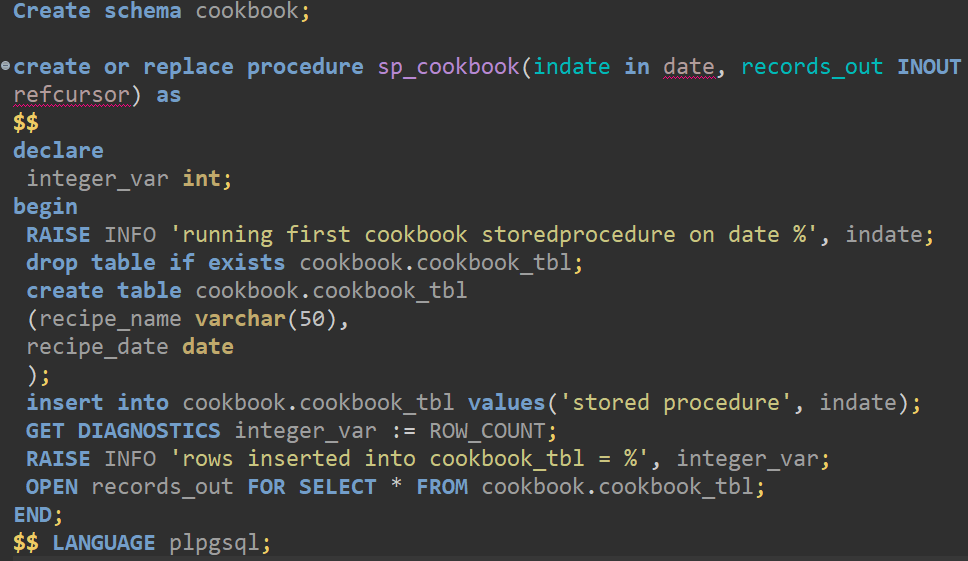 Create schema cookbook;
create or replace procedure sp_cookbook(indate in date, records_out INOUT
refcursor) as
$$
declare
 integer_var int;
begin
 RAISE INFO 'running first cookbook storedprocedure on date %', indate;
 drop table if exists cookbook.cookbook_tbl;
 create table cookbook.cookbook_tbl
 (recipe_name varchar(50),
 recipe_date date
 );
 insert into cookbook.cookbook_tbl values('stored procedure', indate);
 GET DIAGNOSTICS integer_var := ROW_COUNT;
 RAISE INFO 'rows inserted into cookbook_tbl = %', integer_var;
 OPEN records_out FOR SELECT * FROM cookbook.cookbook_tbl;
END;
$$ LANGUAGE plpgsql;